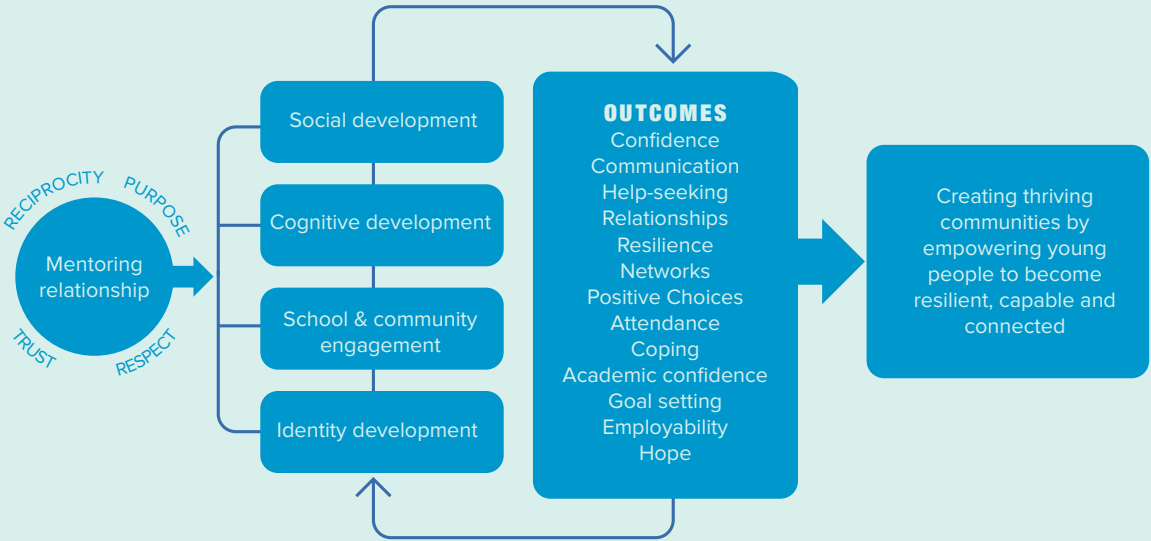 RECIPROCITY
PURPOSE
Mentoring
relationship
TRUST
RESPECT
Social development
Cognitive development
School & community
engagement
Identity development
OUTCOMES
Confidence
Communication
Help-seeking
Relationships
Resilience
Networks
Positive Choices
Attendance
Coping
Academic confidence
Goal setting
Employability
Hope
Creating thriving
communities by
empowering young
people to become
resilient, capable and
connected